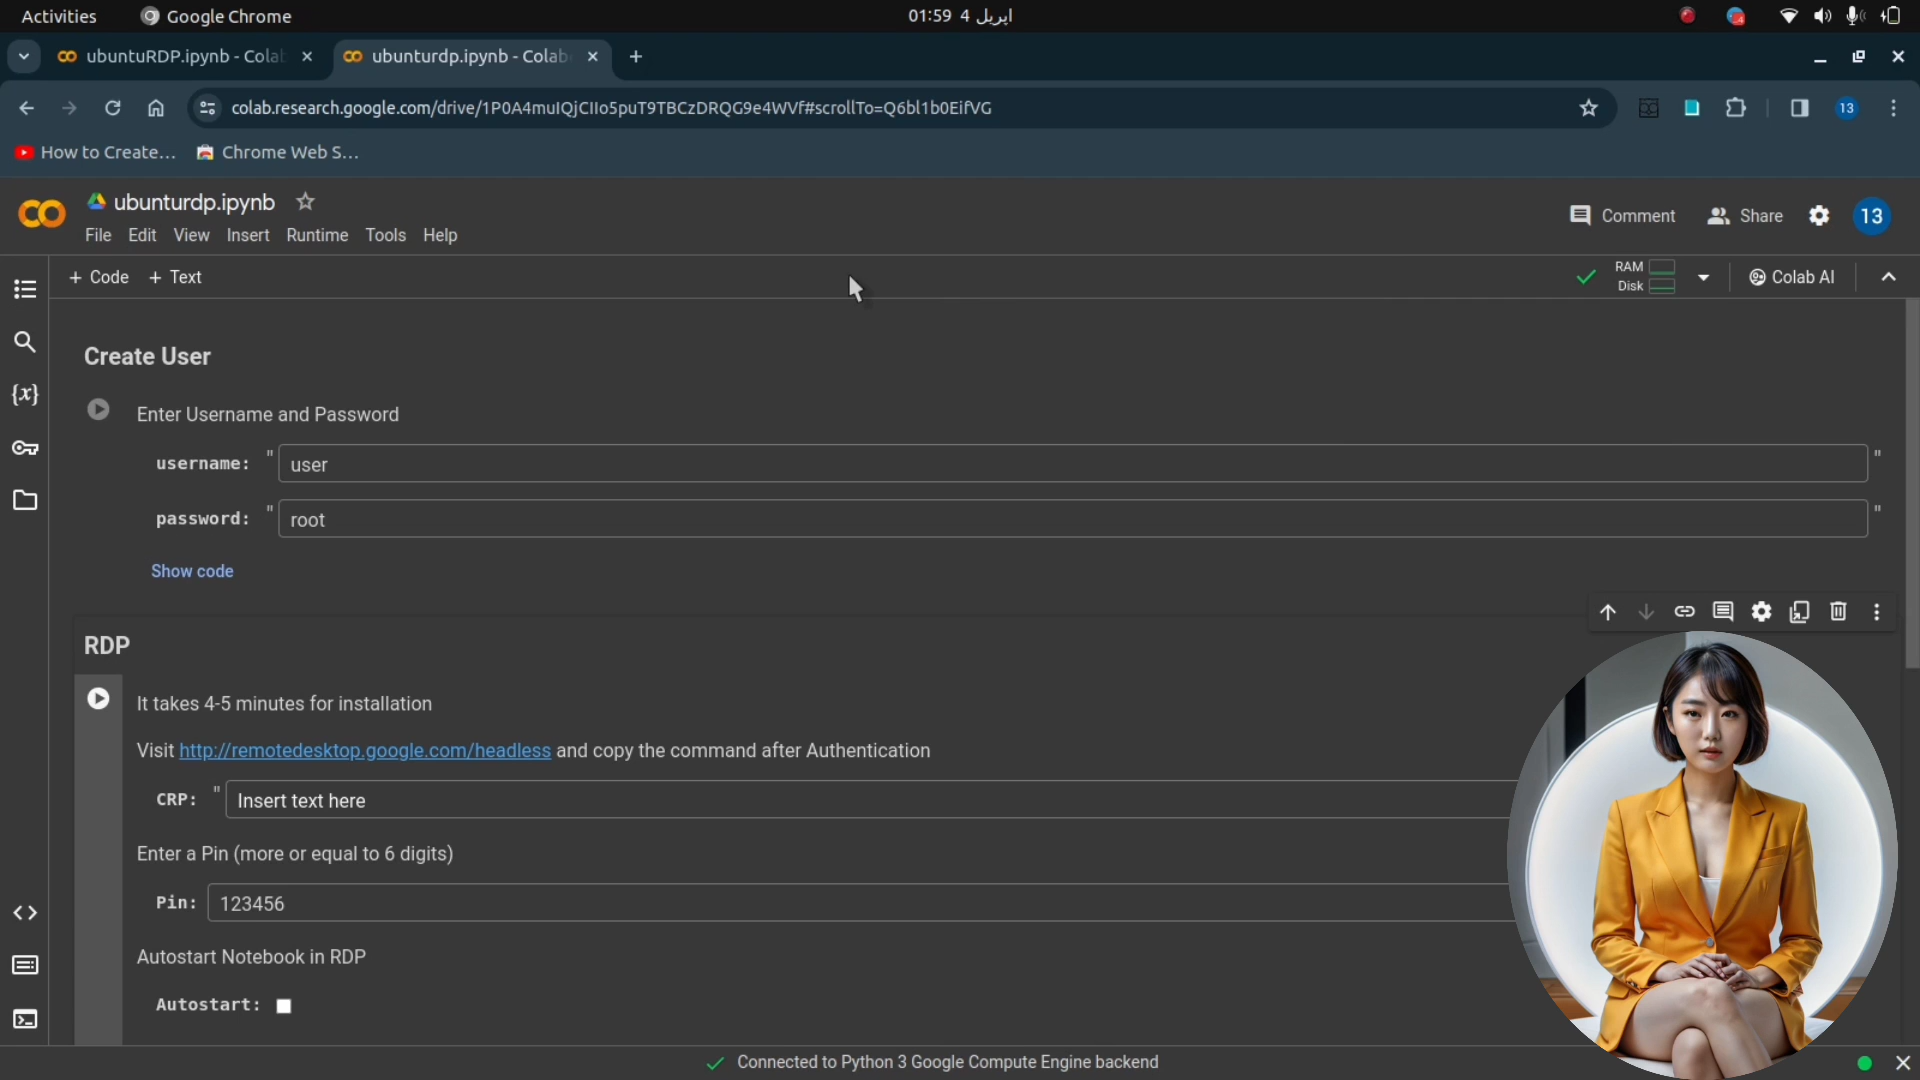 Activities
Google Chrome
01:59 4 اپریل
ubuntuRDP.ipynb - Colab
ubunturdp.ipynb - Colab
colab.research.google.com/drive/1P0A4muIQjCIIo5puT9TBCzDRQG9e4WVf#scrollTo=Q6bl1b0EifVG
13
How to Create...
Chrome Web S...
ubunturdp.ipynb
Comment
Share
13
File Edit View Insert Runtime Tools Help
+ Code + Text
RAM
Disk
Colab AI
Create User
Enter Username and Password
username: " user "
password: " root "
Show code
RDP
It takes 4-5 minutes for installation
Visit http://remotedesktop.google.com/headless and copy the command after Authentication
CRP: " Insert text here
Enter a Pin (more or equal to 6 digits)
Pin: 123456
Autostart Notebook in RDP
Autostart:
Connected to Python 3 Google Compute Engine backend